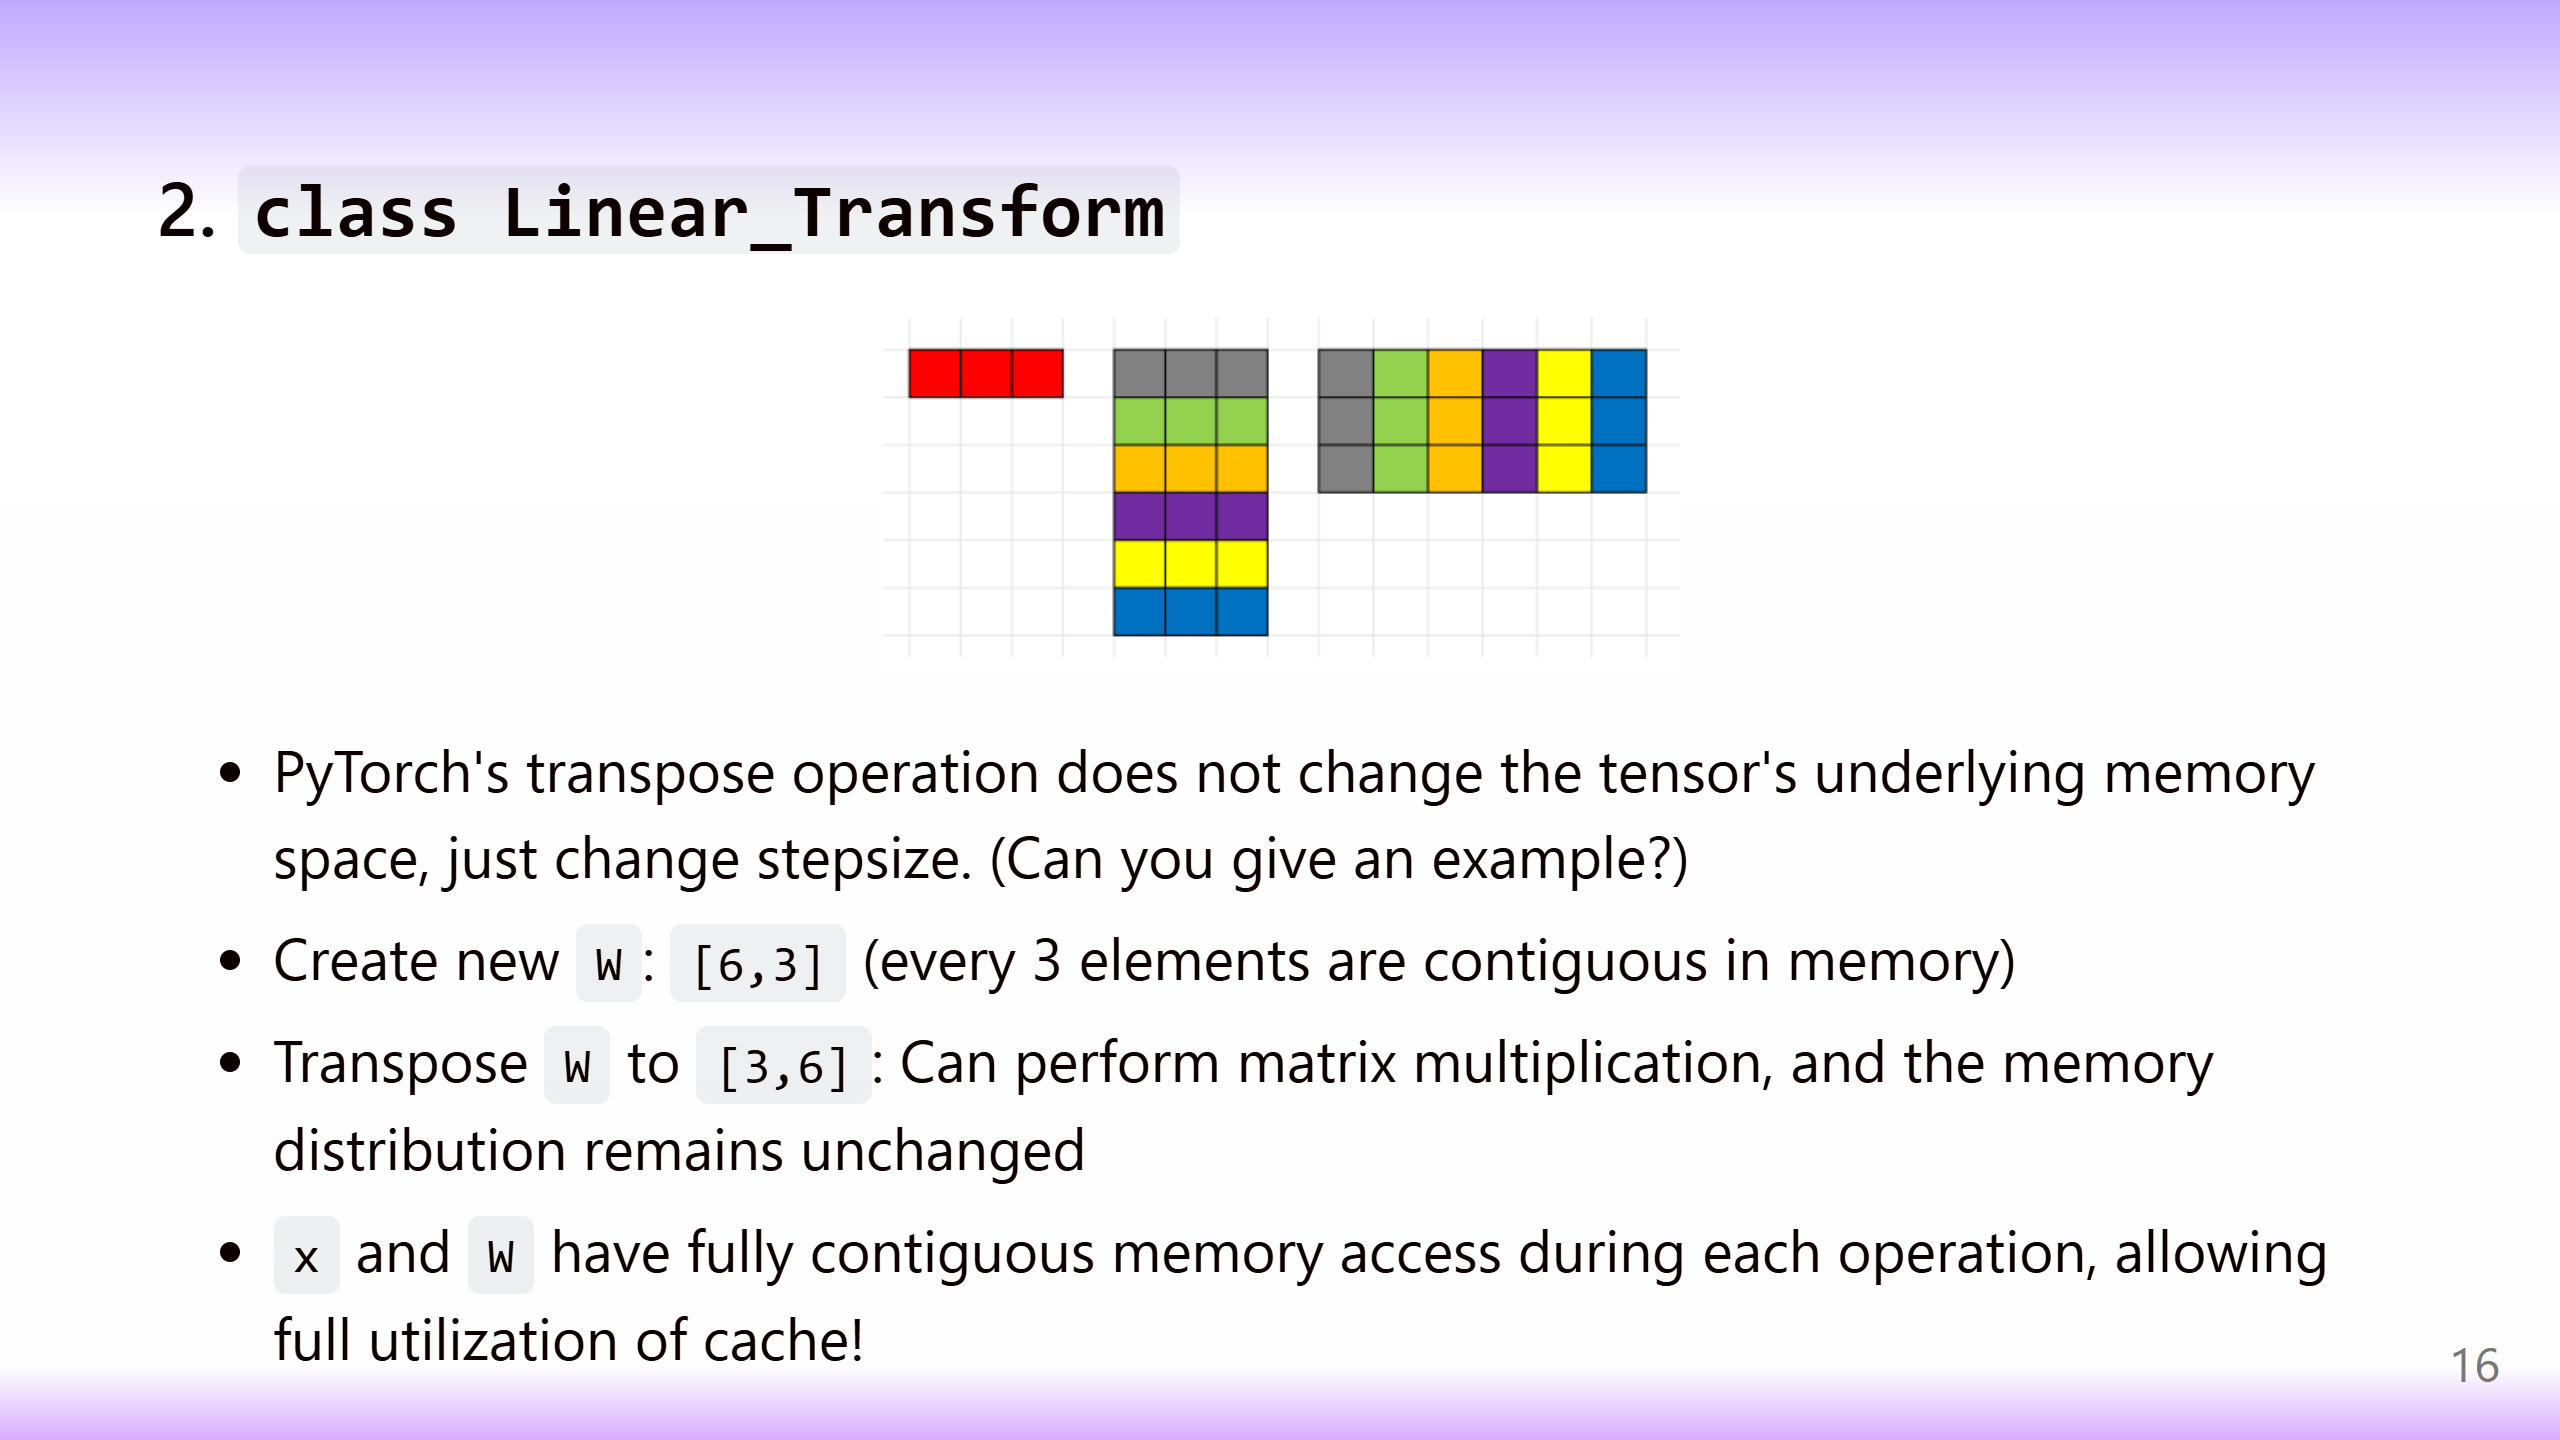 2. class Linear_Transform
• PyTorch's transpose operation does not change the tensor's underlying memory
space, just change stepsize. (Can you give an example?)
• Create new W: [6,3] (every 3 elements are contiguous in memory)
• Transpose W to [3,6]: Can perform matrix multiplication, and the memory
distribution remains unchanged
• x and W have fully contiguous memory access during each operation, allowing
full utilization of cache!
16